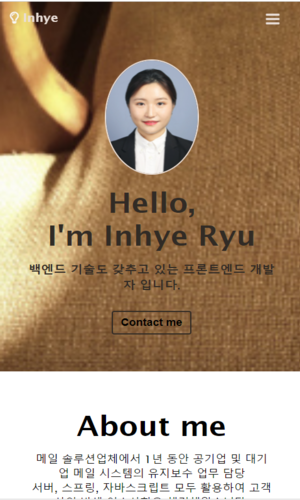 Inhye
Hello,
I'm Inhye Ryu
백엔드 기술도 갖추고 있는 프론트엔드 개발
자 입니다.
Contact me
About me
메일 솔루션업체에서 1년 동안 공기업 및 대기
업 메일 시스템의 유지보수 업무 담당
서버, 스프링, 자바스크립트 모두 활용하여 고객